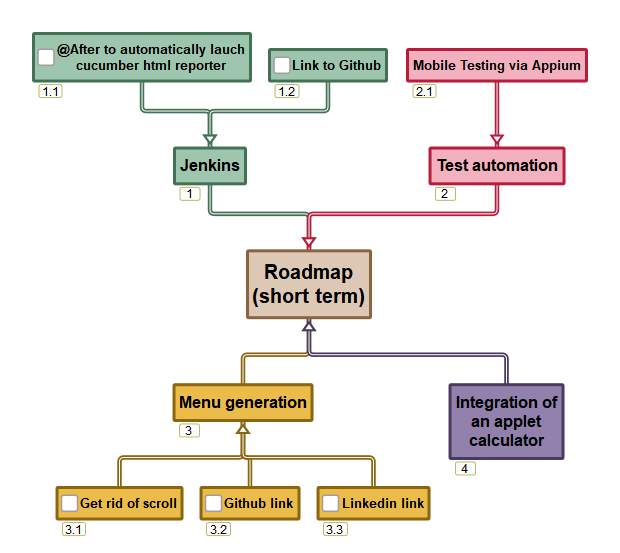 @After to automatically lauch
cucumber html reporter
1.1
Link to Github
1.2
Mobile Testing via Appium
2.1
Jenkins
1
Test automation
2
Roadmap
(short term)
Menu generation
3
Integration of
an applet
calculator
4
Get rid of scroll
3.1
Github link
3.2
Linkedin link
3.3